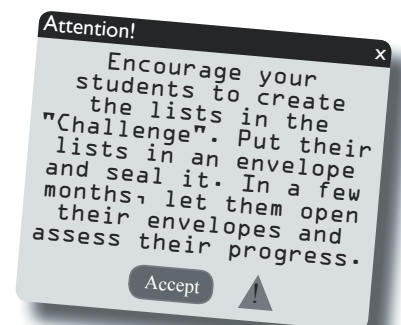 Attention!
x
Encourage your
students to create
the lists in the
"Challenge". Put their
lists in an envelope
and seal it. In a few
months, let them open
their envelopes and
assess their progress.
Accept
!